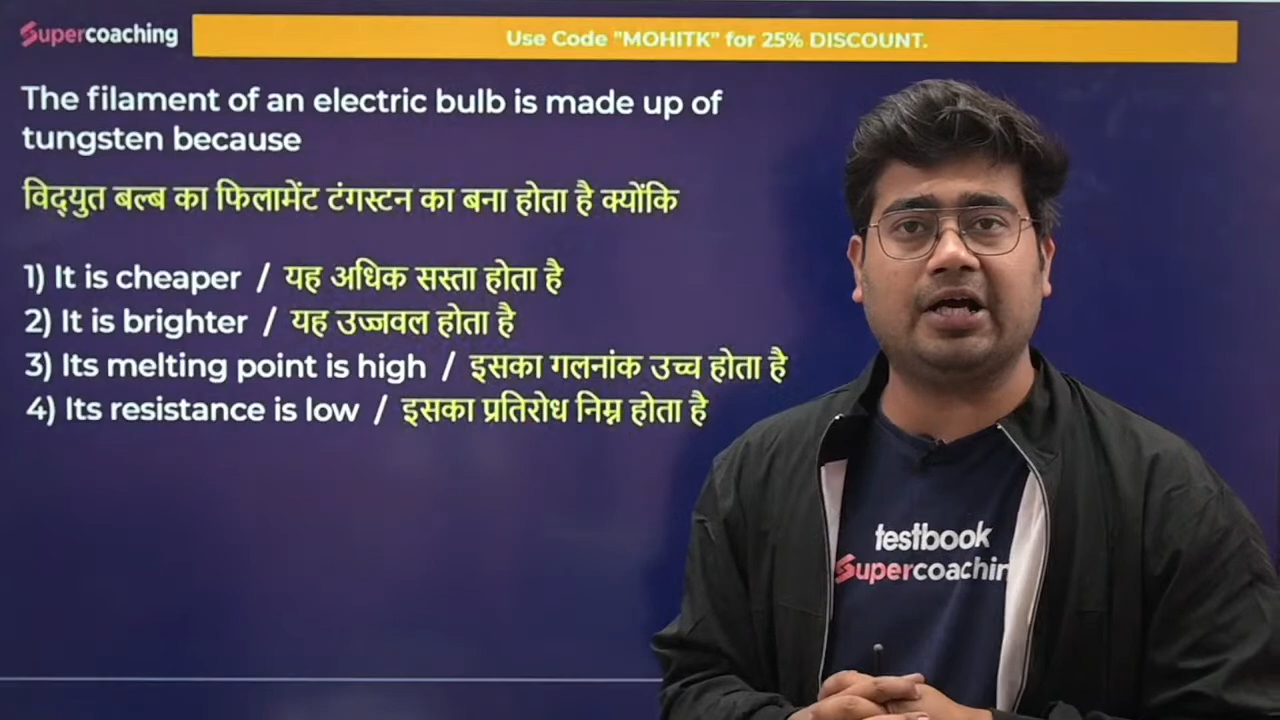 Supercoaching
Use Code "MOHITK" for 25% DISCOUNT.
The filament of an electric bulb is made up of
tungsten because
विद्युत बल्ब का फिलामेंट टंगस्टन का बना होता है क्योंकि
1) It is cheaper / यह अधिक सस्ता होता है
2) It is brighter / यह उज्जवल होता है
3) Its melting point is high / इसका गलनांक उच्च होता है
4) Its resistance is low / इसका प्रतिरोध निम्न होता है
testbook
Supercoachin